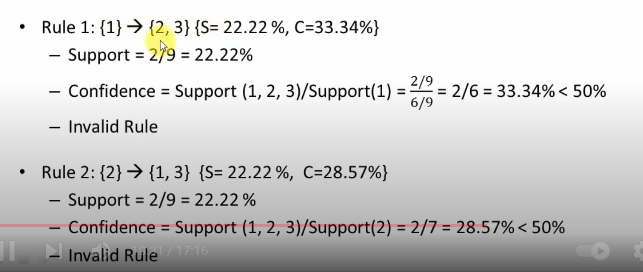 • Rule 1: {1} → {2, 3} {S= 22.22 %, C=33.34%}
– Support = 2/9 = 22.22%
– Confidence = Support (1, 2, 3)/Support(1) = 2/9 / 6/9 = 2/6 = 33.34% < 50%
– Invalid Rule
• Rule 2: {2} → {1, 3} {S= 22.22 %, C=28.57%}
– Support = 2/9 = 22.22 %
– Confidence = Support (1, 2, 3)/Support(2) = 2/7 = 28.57% < 50%
/ 17:16
– Invalid Rule